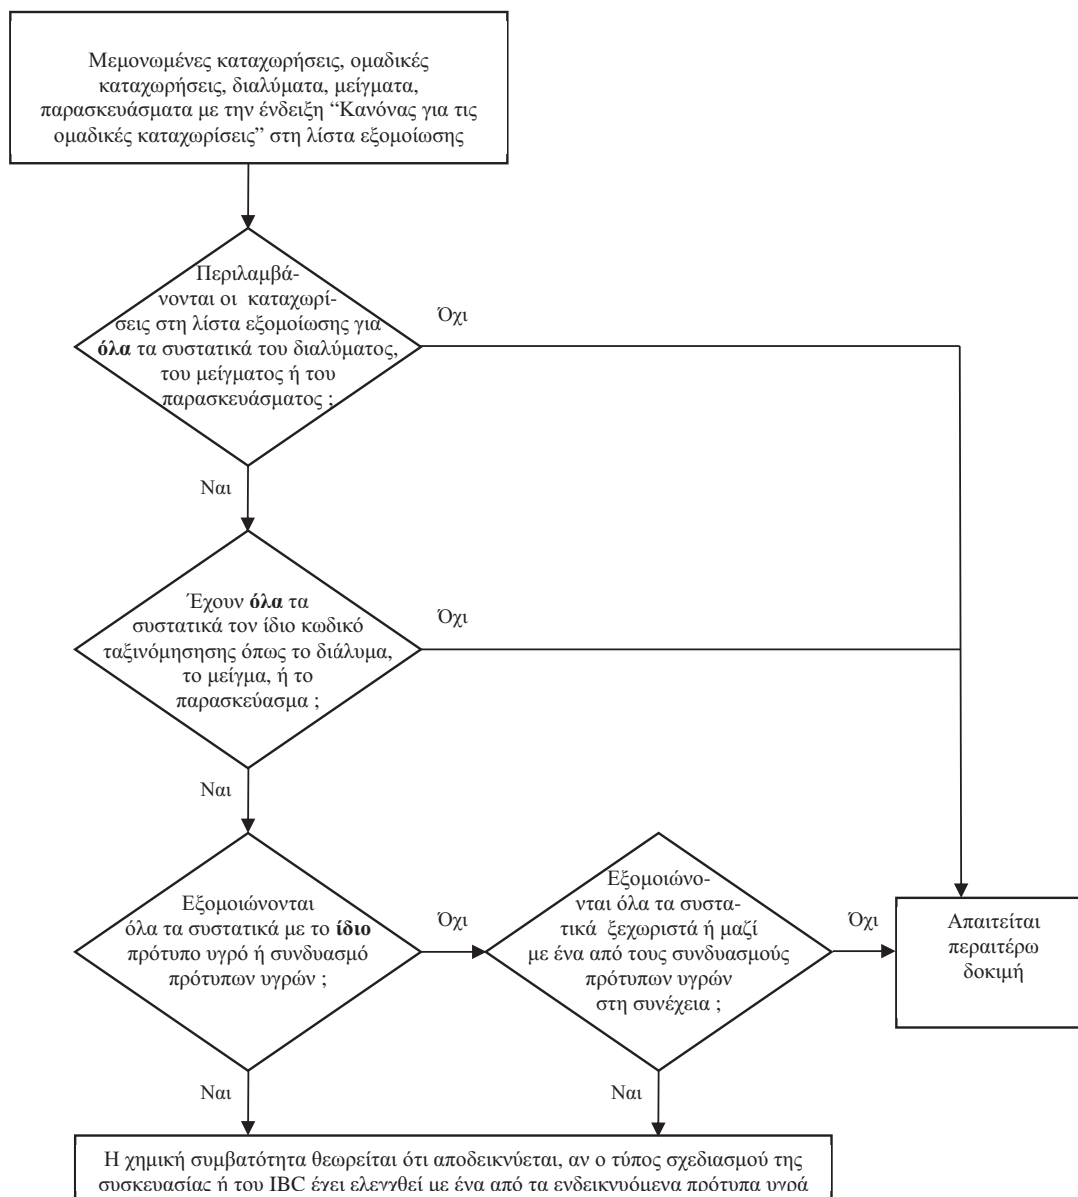 Μεμονωμένες καταχωρήσεις, ομαδικές
καταχωρήσεις, διαλύματα, μείγματα,
παρασκευάσματα με την ένδειξη “Κανόνας για τις
ομαδικές καταχωρίσεις” στη λίστα εξομοίωσης
Περιλαμβά-
νονται οι καταχωρί-
σεις στη λίστα εξομοίωσης για
όλα τα συστατικά του διαλύματος,
του μείγματος ή του
παρασκευάσματος ;
Όχι
Ναι
Έχουν όλα τα
συστατικά τον ίδιο κωδικό
ταξινόμησησης όπως το διάλυμα,
το μείγμα, ή το
παρασκεύασμα ;
Όχι
Ναι
Εξομοιώνονται
όλα τα συστατικά με το ίδιο
πρότυπο υγρό ή συνδυασμό
πρότυπων υγρών ;
Όχι
Εξομοιώνο-
νται όλα τα συστα-
τικά ξεχωριστά ή μαζί
με ένα από τους συνδυασμούς
πρότυπων υγρών
στη συνέχεια ;
Όχι
Απαιτείται
περαιτέρω
δοκιμή
Ναι
Ναι
Η χημική συμβατότητα θεωρείται ότι αποδεικνύεται, αν ο τύπος σχεδιασμού της
συσκευασίας ή του IBC έχει ελεγχθεί με ένα από τα ενδεικνυόμενα πρότυπα υγρά